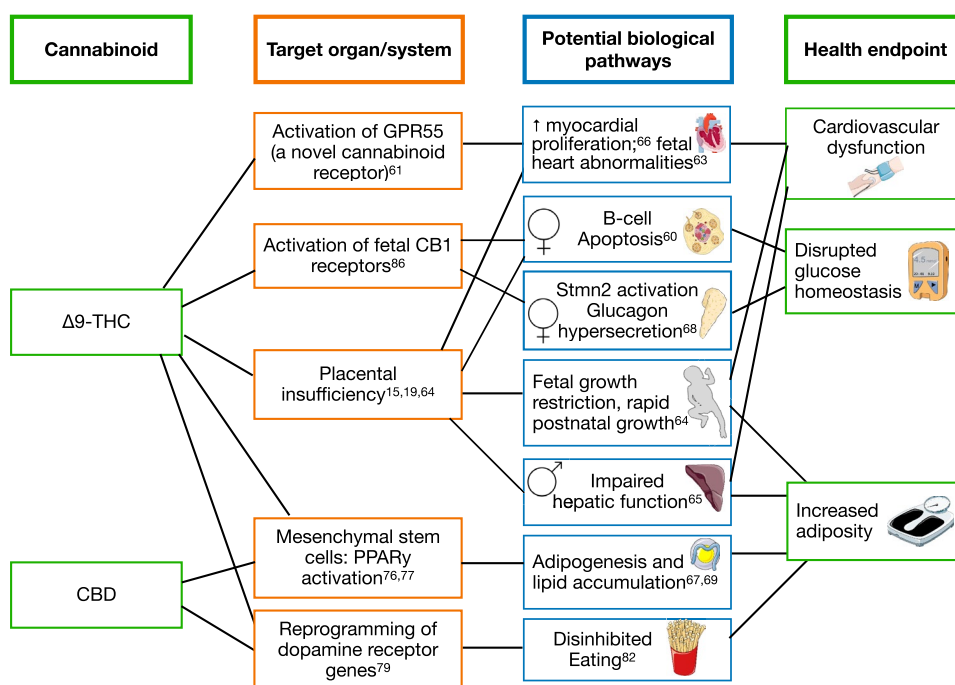 Cannabinoid
Target organ/system
Potential biological
pathways
Health endpoint
Δ9-THC
CBD
Activation of GPR55
(a novel cannabinoid
receptor)61
Activation of fetal CB1
receptors86
Placental
insufficiency15,19,64
Mesenchymal stem
cells: PPARγ
activation76,77
Reprogramming of
dopamine receptor
genes79
↑ myocardial
proliferation;66 fetal
heart abnormalities63
♀ B-cell
Apoptosis60
♀ Stmn2 activation
Glucagon
hypersecretion68
Fetal growth
restriction, rapid
postnatal growth64
♂ Impaired
hepatic function65
Adipogenesis and
lipid accumulation67,69
Disinhibited
Eating82
Cardiovascular
dysfunction
Disrupted
glucose
homeostasis
4.5
Increased
adiposity